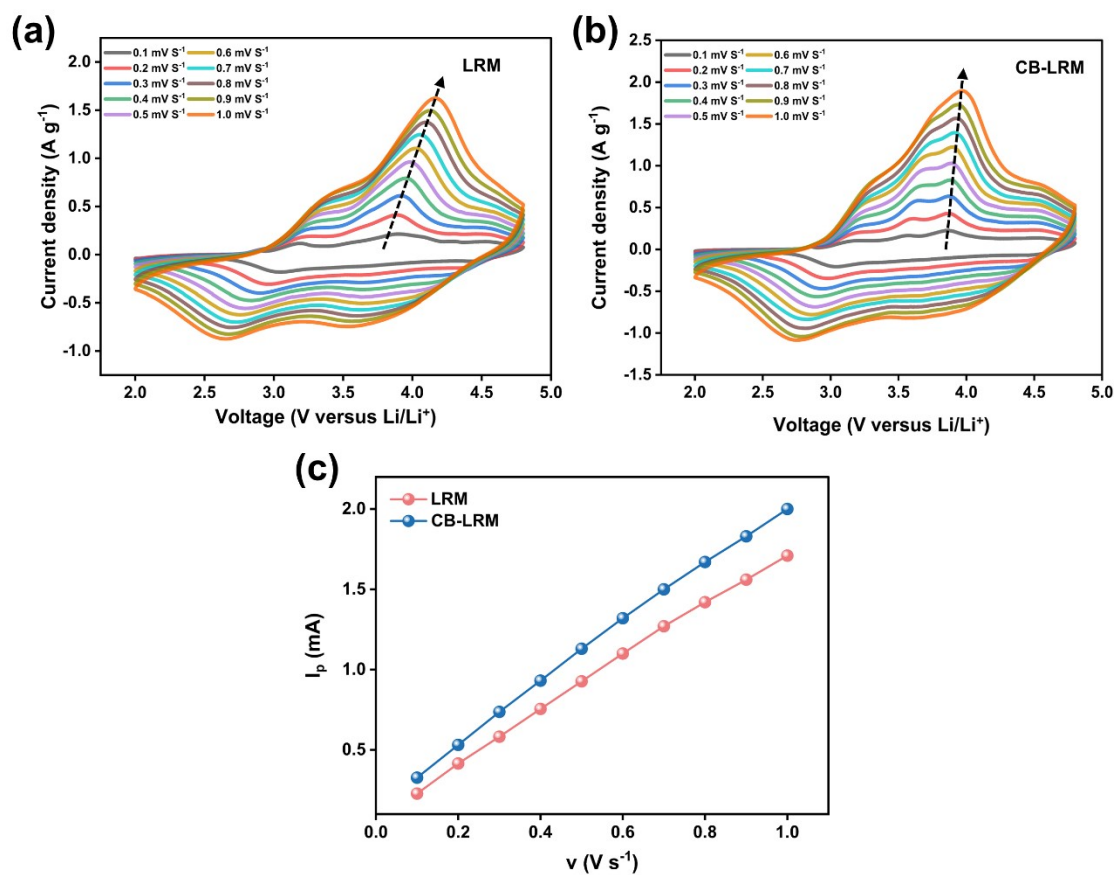 (a)
LRM
0.1 mV S⁻¹ 0.6 mV S⁻¹
0.2 mV S⁻¹ 0.7 mV S⁻¹
0.3 mV S⁻¹ 0.8 mV S⁻¹
0.4 mV S⁻¹ 0.9 mV S⁻¹
0.5 mV S⁻¹ 1.0 mV S⁻¹
Current density (A g⁻¹)
2.0
1.5
1.0
0.5
0.0
-0.5
-1.0
2.0 2.5 3.0 3.5 4.0 4.5 5.0
Voltage (V versus Li/Li⁺)
(b)
CB-LRM
0.1 mV S⁻¹ 0.6 mV S⁻¹
0.2 mV S⁻¹ 0.7 mV S⁻¹
0.3 mV S⁻¹ 0.8 mV S⁻¹
0.4 mV S⁻¹ 0.9 mV S⁻¹
0.5 mV S⁻¹ 1.0 mV S⁻¹
Current density (A g⁻¹)
2.5
2.0
1.5
1.0
0.5
0.0
-0.5
-1.0
-1.5
2.0 2.5 3.0 3.5 4.0 4.5 5.0
Voltage (V versus Li/Li⁺)
(c)
LRM
CB-LRM
Iₚ (mA)
2.0
1.5
1.0
0.5
0.0 0.2 0.4 0.6 0.8 1.0
v (V s⁻¹)